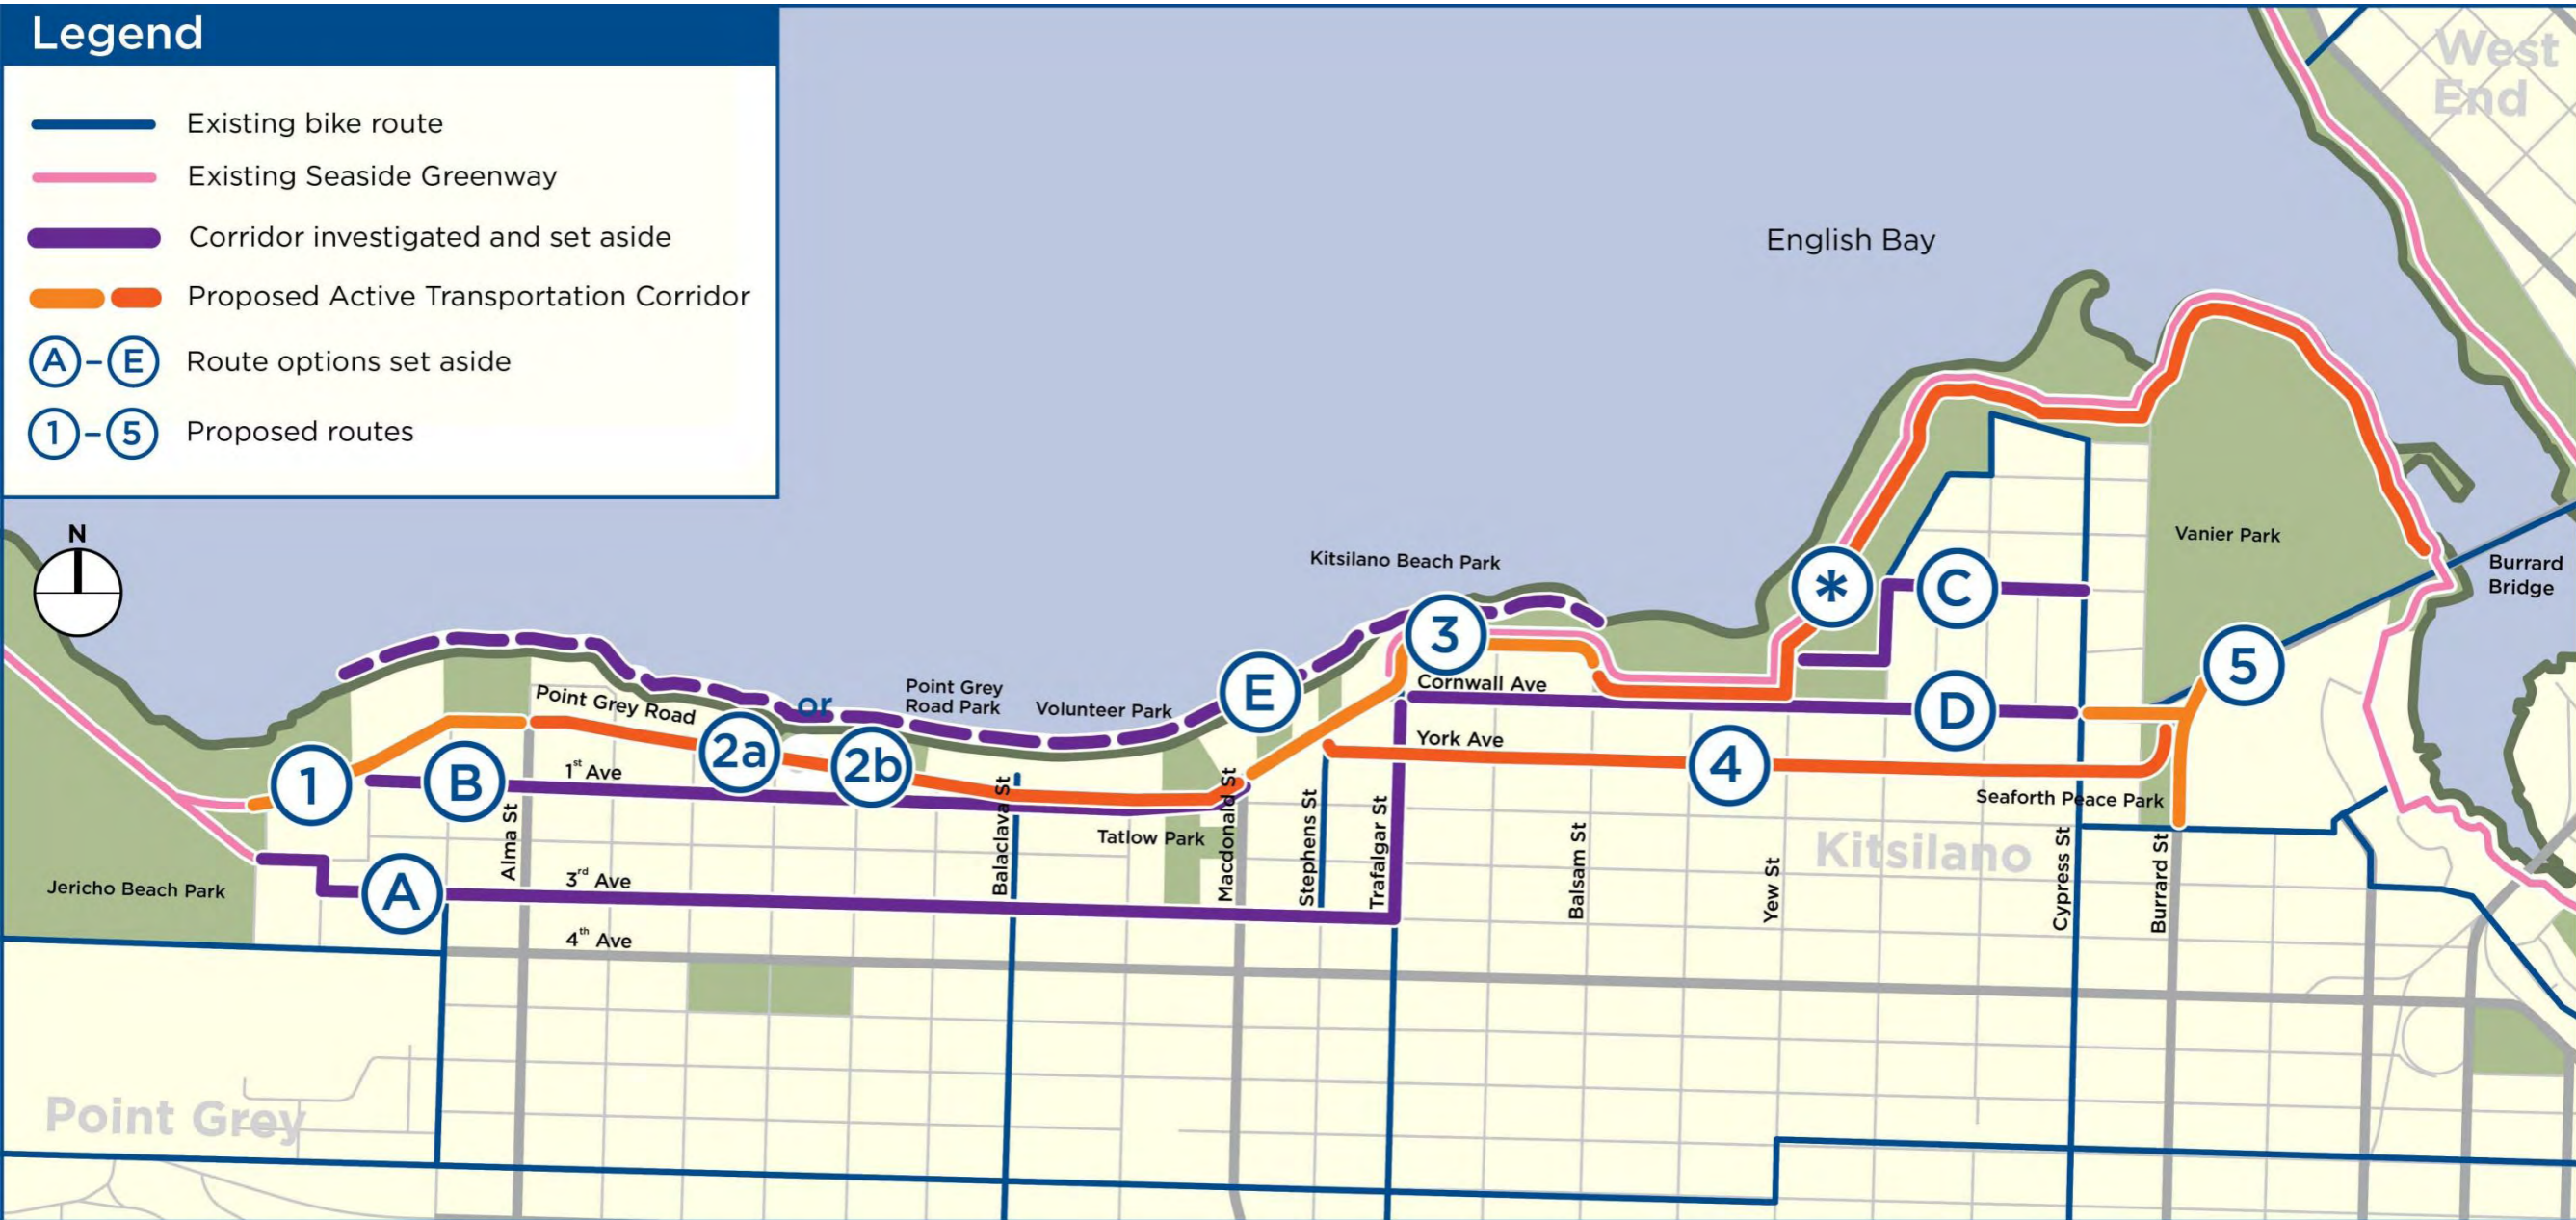 Legend
Existing bike route
Existing Seaside Greenway
Corridor investigated and set aside
Proposed Active Transportation Corridor
A – E Route options set aside
1 – 5 Proposed routes
West
End
English Bay
N
Kitsilano Beach Park
Vanier Park
Burrard
Bridge
*
C
3
5
E
Point Grey Road
or
Point Grey
Road Park
Volunteer Park
Cornwall Ave
D
York Ave
2a
2b
4
1
B
1st Ave
Seaforth Peace Park
Tatlow Park
Kitsilano
Jericho Beach Park
A
3rd Ave
4th Ave
Alma St
Balaclava St
Macdonald St
Stephens St
Trafalgar St
Balsam St
Yew St
Cypress St
Burrard St
Point Grey